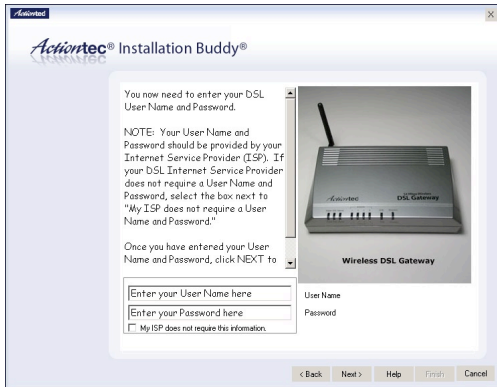 Actiontec
Actiontec® Installation Buddy®
You now need to enter your DSL
User Name and Password.
NOTE: Your User Name and
Password should be provided by your
Internet Service Provider (ISP). If
your DSL Internet Service Provider
does not require a User Name and
Password, select the box next to
"My ISP does not require a User
Name and Password."
Once you have entered your User
Name and Password, click NEXT to
Actiontec
DSL Gateway
Wireless DSL Gateway
Enter your User Name here
User Name
Enter your Password here
Password
My ISP does not require this information.
< Back
Next >
Help
Finish
Cancel